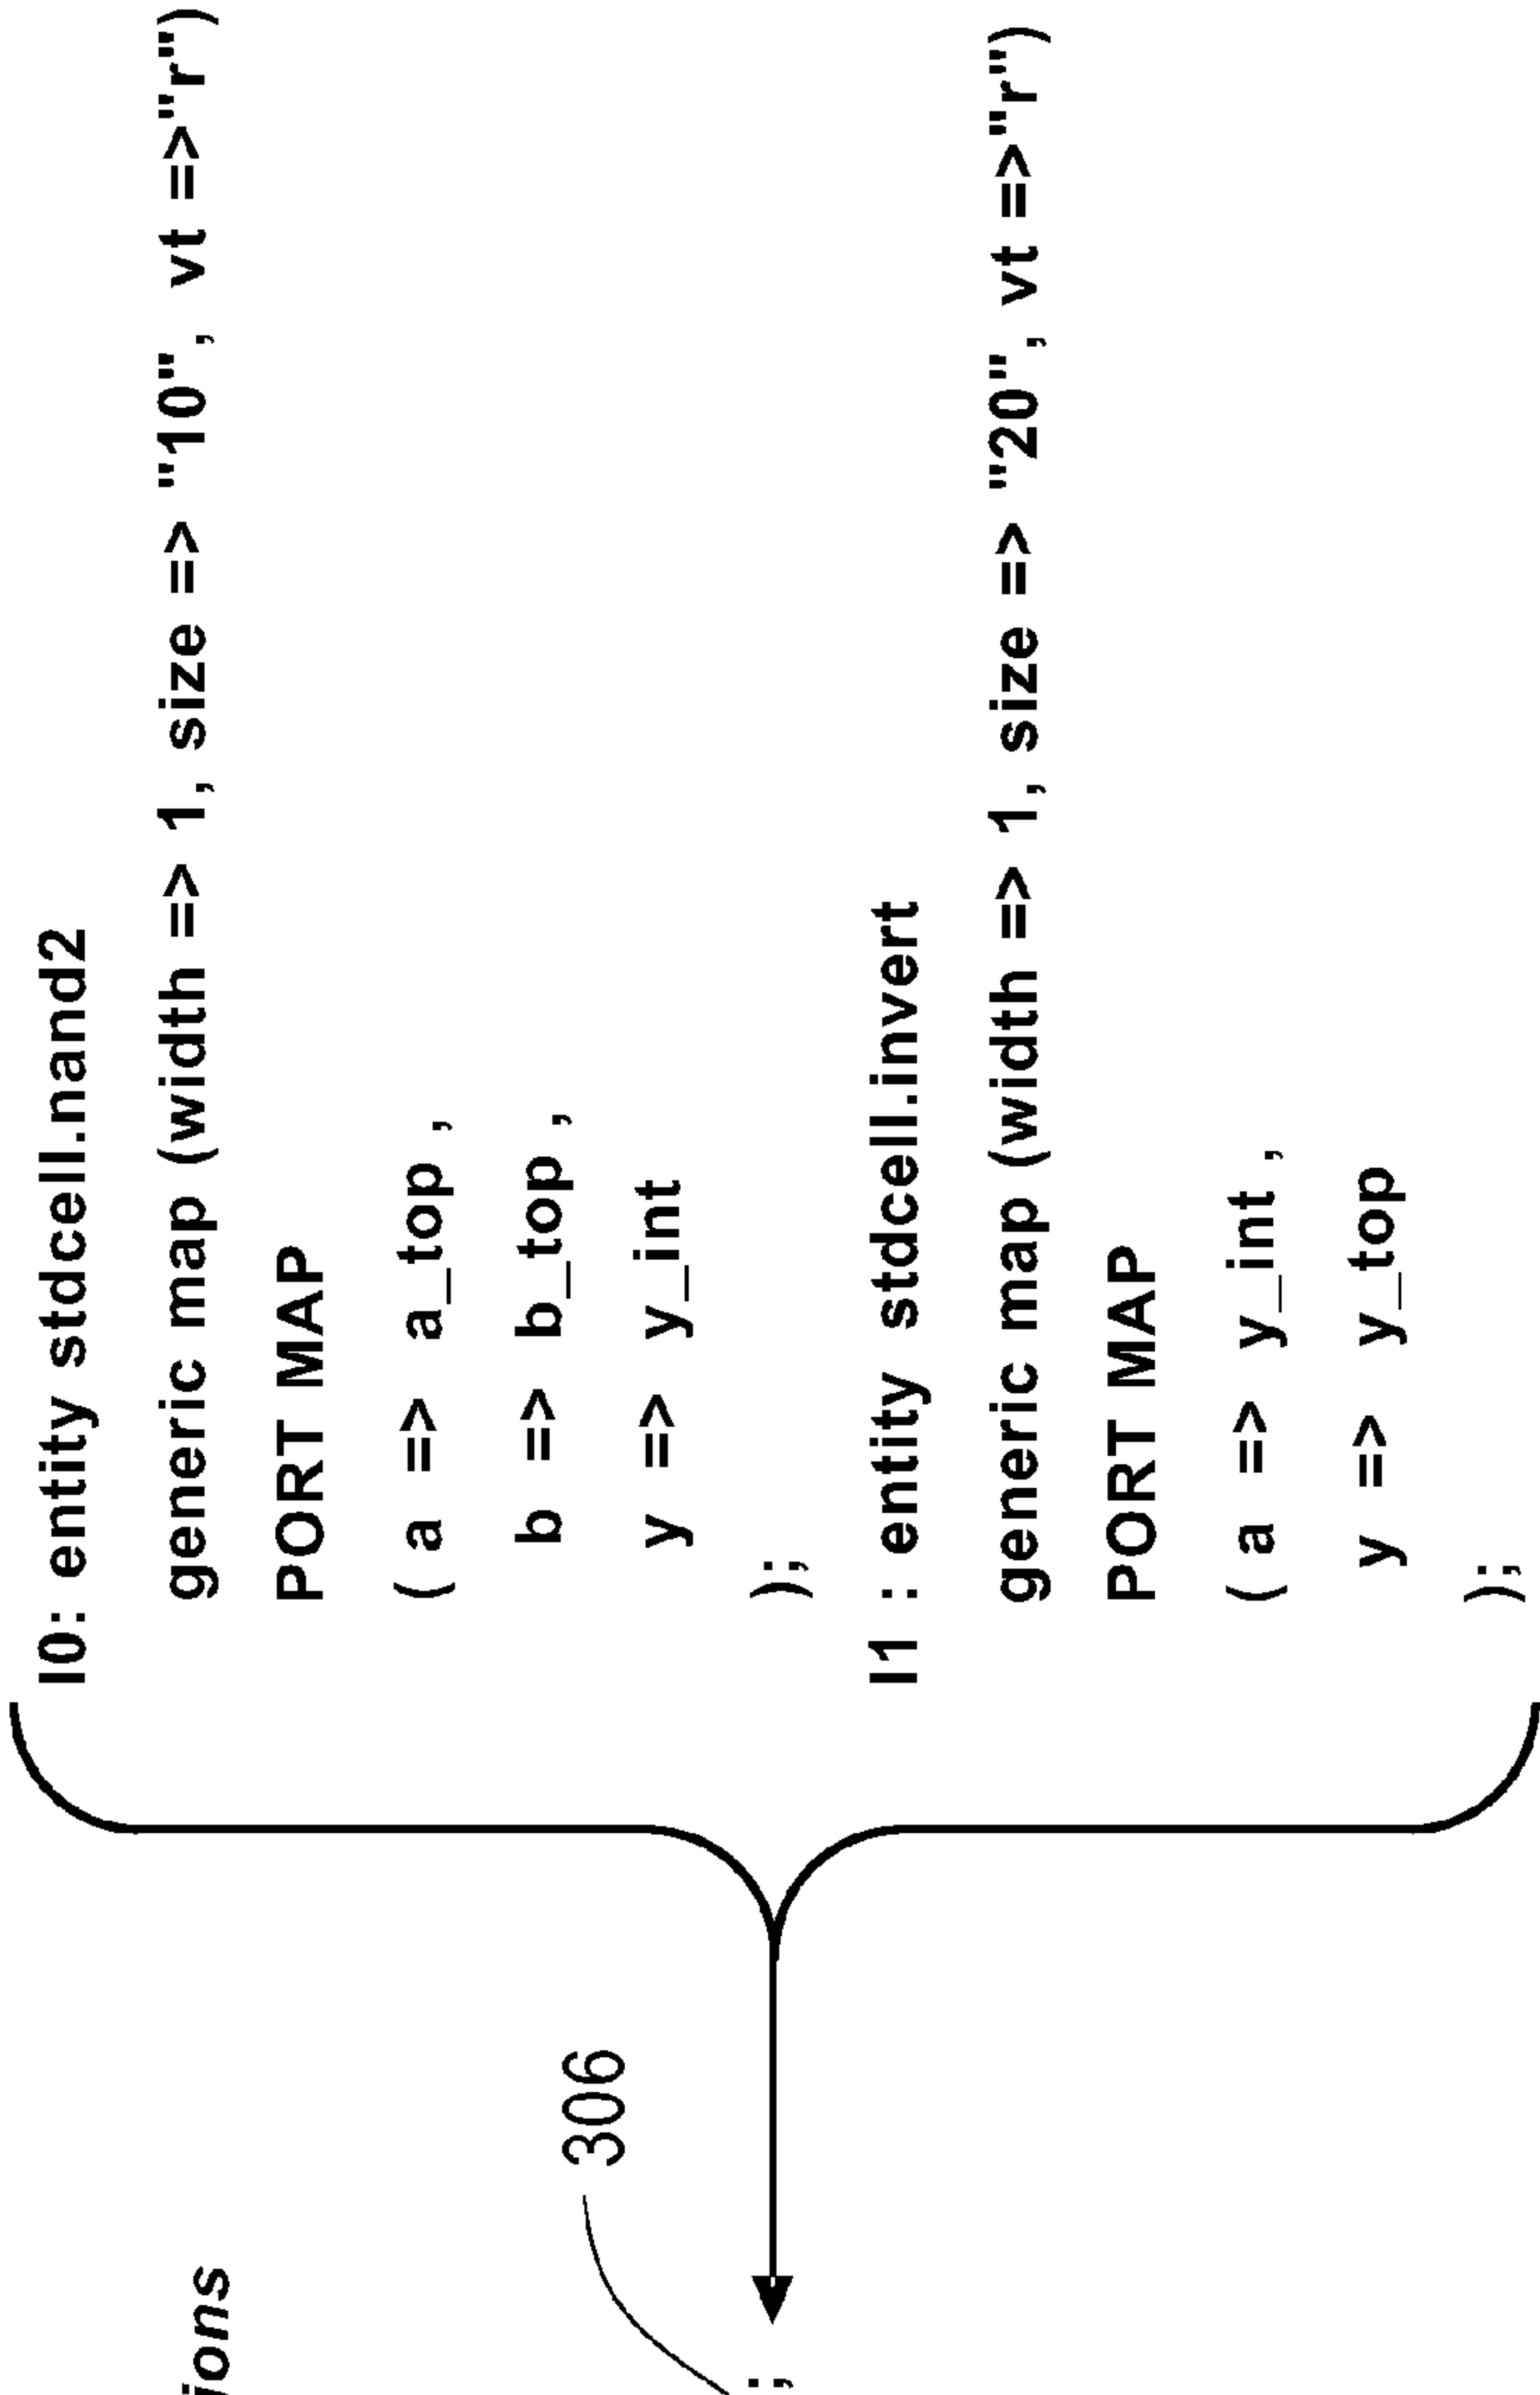 I0: entity stdcell.nand2
generic map (width => 1, size => "10", vt =>"r")
PORT MAP
( a => a_top ,
b => b_top ,
y => y_int
);
I1 : entity stdcell.invert
generic map (width => 1, size => "20", vt =>"r")
PORT MAP
( a => y_int ,
y => y_top
);
306
ions
;